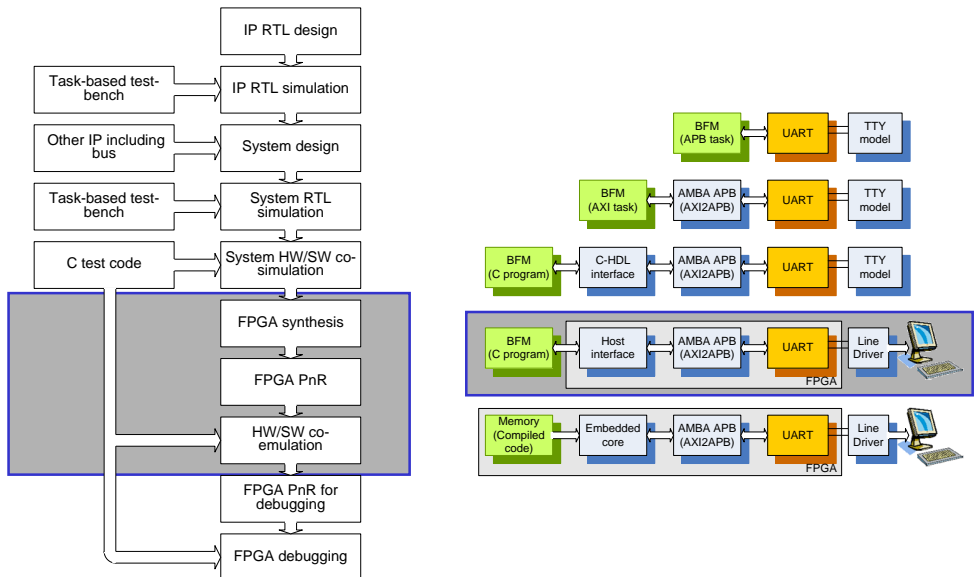 IP RTL design
Task-based test-
bench
IP RTL simulation
Other IP including
bus
System design
Task-based test-
bench
System RTL
simulation
C test code
System HW/SW co-
simulation
FPGA synthesis
FPGA PnR
HW/SW co-
emulation
FPGA PnR for
debugging
FPGA debugging
BFM
(APB task)
UART
TTY
model
BFM
(AXI task)
AMBA APB
(AXI2APB)
UART
TTY
model
BFM
(C program)
C-HDL
interface
AMBA APB
(AXI2APB)
UART
TTY
model
BFM
(C program)
Host
interface
AMBA APB
(AXI2APB)
UART
Line
Driver
FPGA
Memory
(Compiled
code)
Embedded
core
AMBA APB
(AXI2APB)
UART
Line
Driver
FPGA